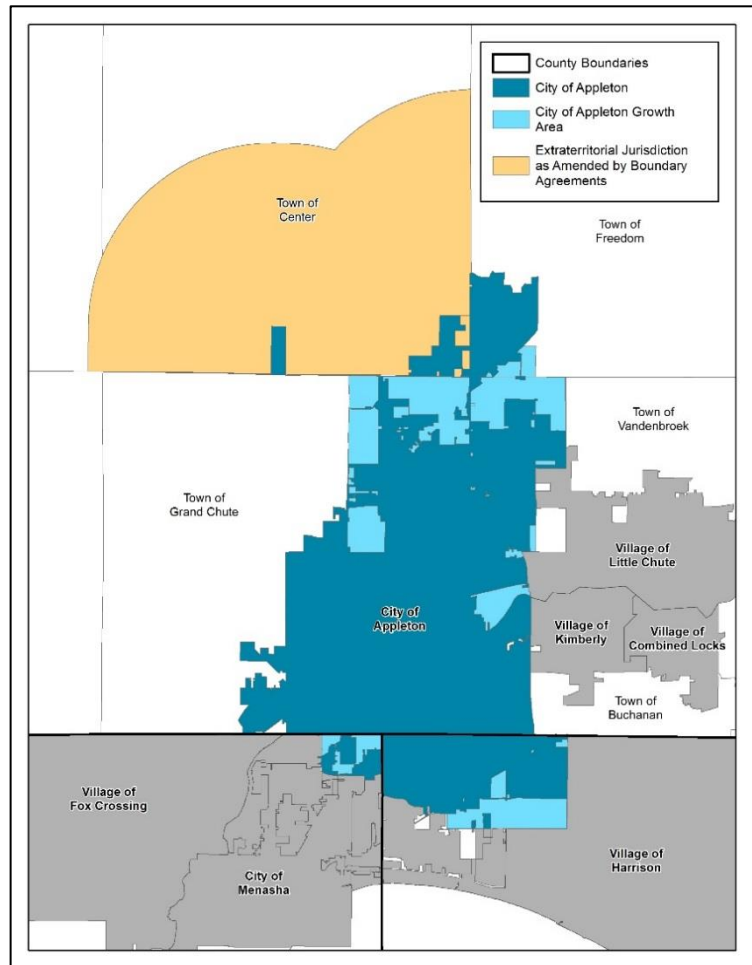 County Boundaries
City of Appleton
City of Appleton Growth
Area
Extraterritorial Jurisdiction
as Amended by Boundary
Agreements
Town of
Center
Town of
Freedom
Town of
Vandenbroek
Town of
Grand Chute
Village of
Little Chute
City of
Appleton
Village of
Kimberly
Village of
Combined Locks
Town of
Buchanan
Village of
Fox Crossing
City of
Menasha
Village of
Harrison